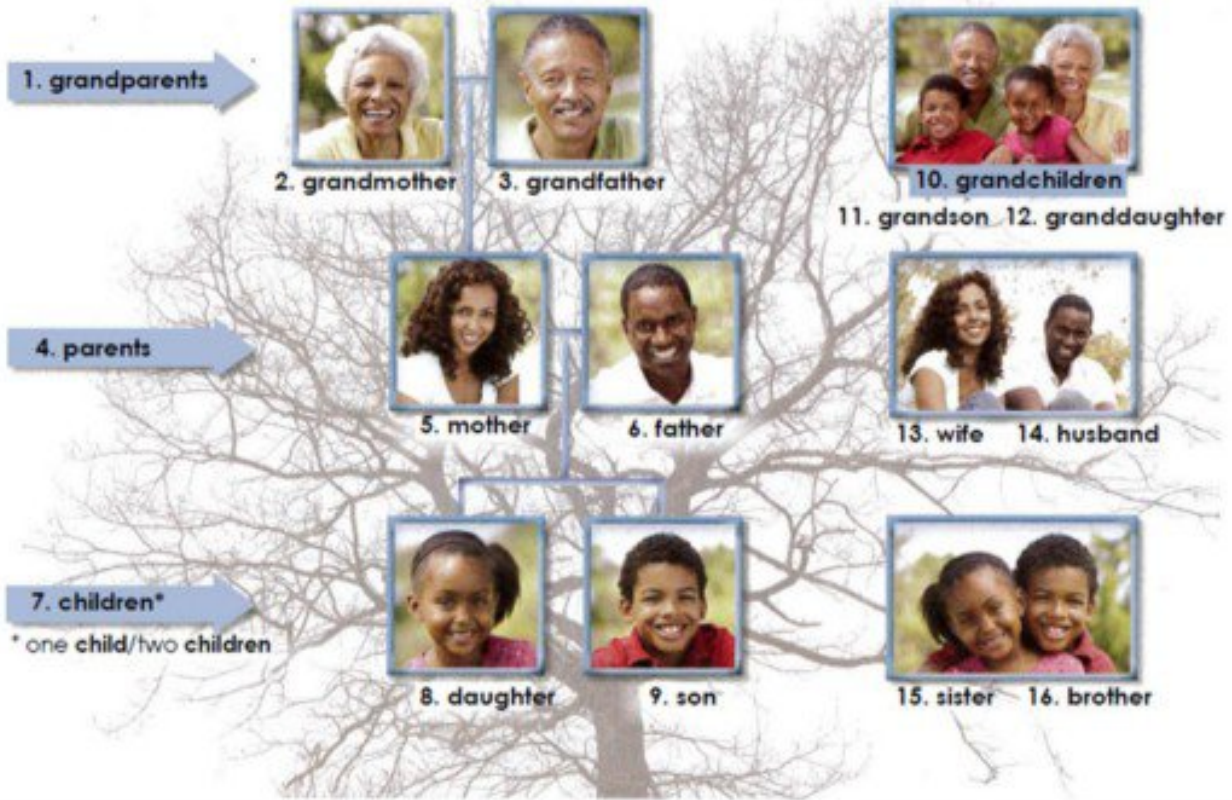 1. grandparents
2. grandmother
3. grandfather
10. grandchildren
11. grandson 12. granddaughter
4. parents
5. mother
6. father
13. wife 14. husband
7. children*
* one child/two children
8. daughter
9. son
15. sister 16. brother